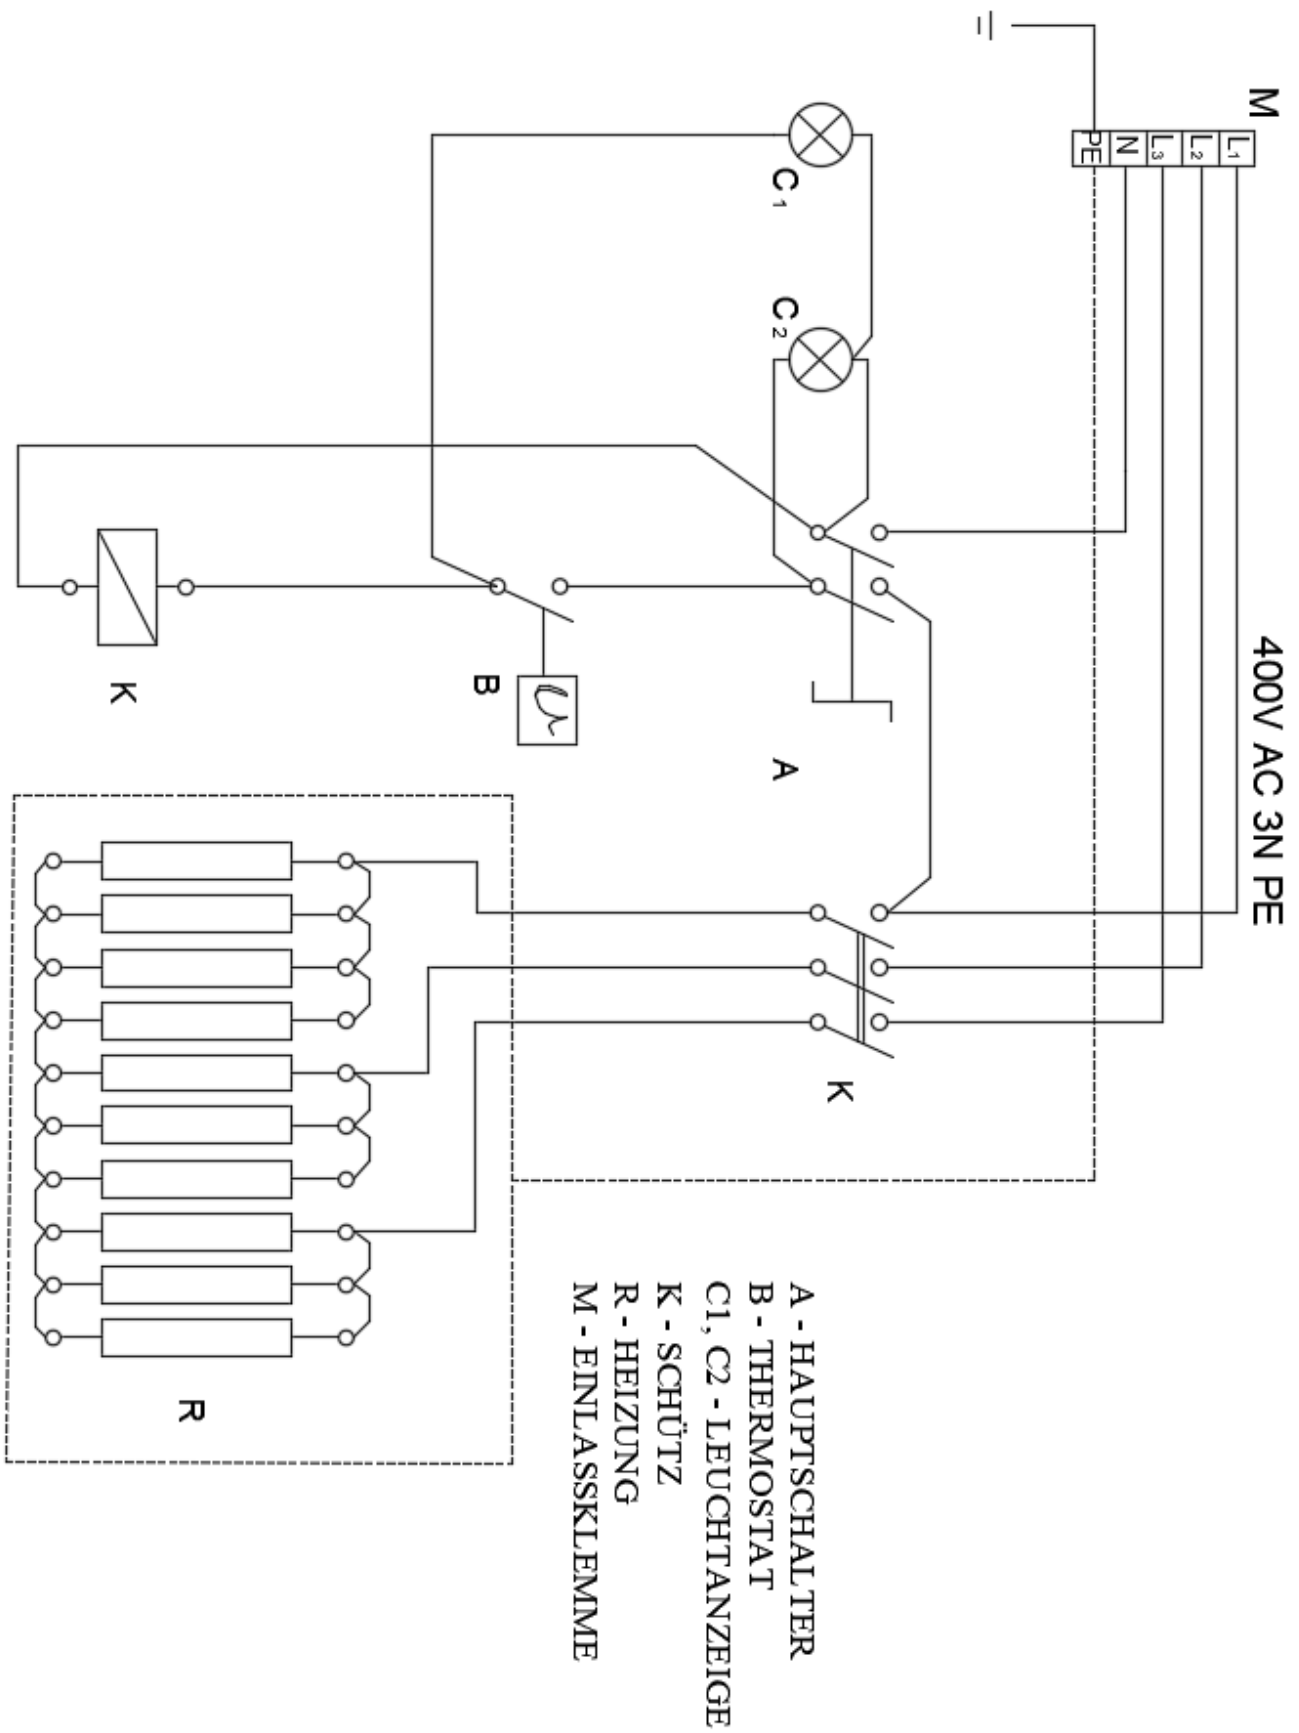 M
400V AC 3N PE
L1
L2
L3
N
PE
C1
C2
A
B
K
K
R
A - HAUPTSCHALTER
B - THERMOSTAT
C1, C2 - LEUCHTANZEIGE
K - SCHÜTZ
R - HEIZUNG
M - EINLASSKLEMME